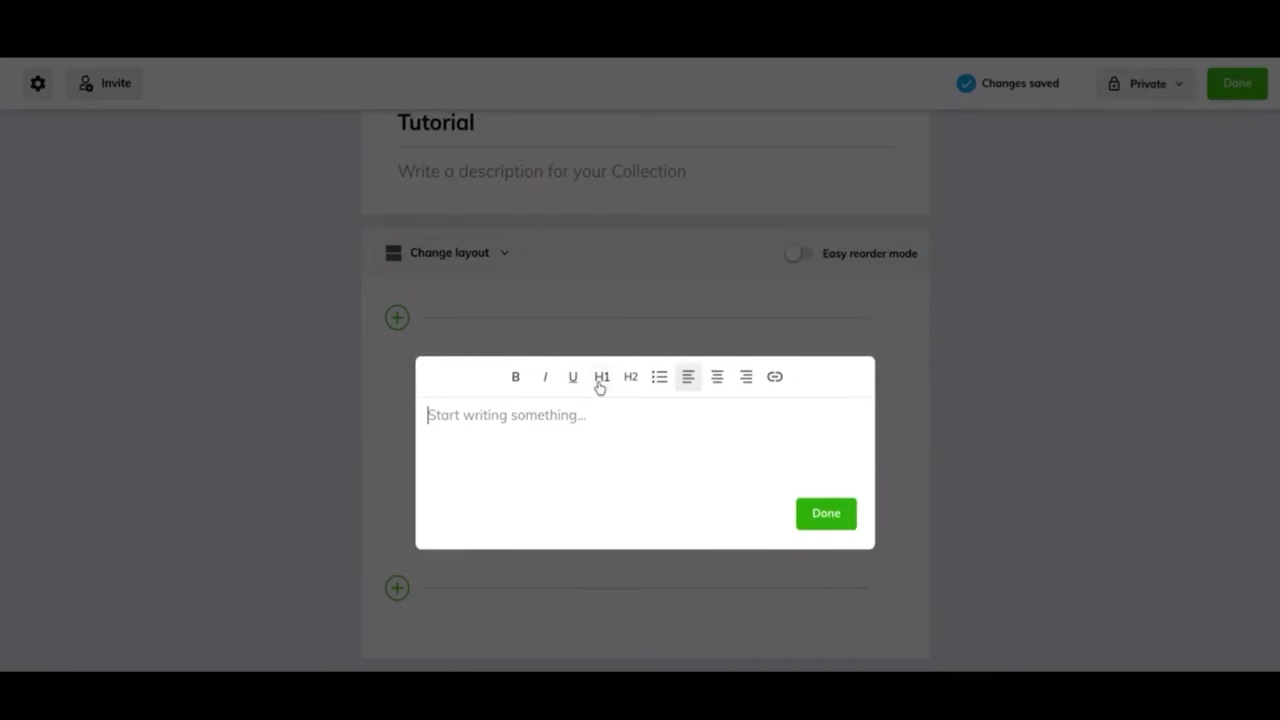 Invite
Changes saved
Private
Done
Tutorial
Write a description for your Collection
Change layout
Easy reorder mode
B I U H1 H2
Start writing something...
Done